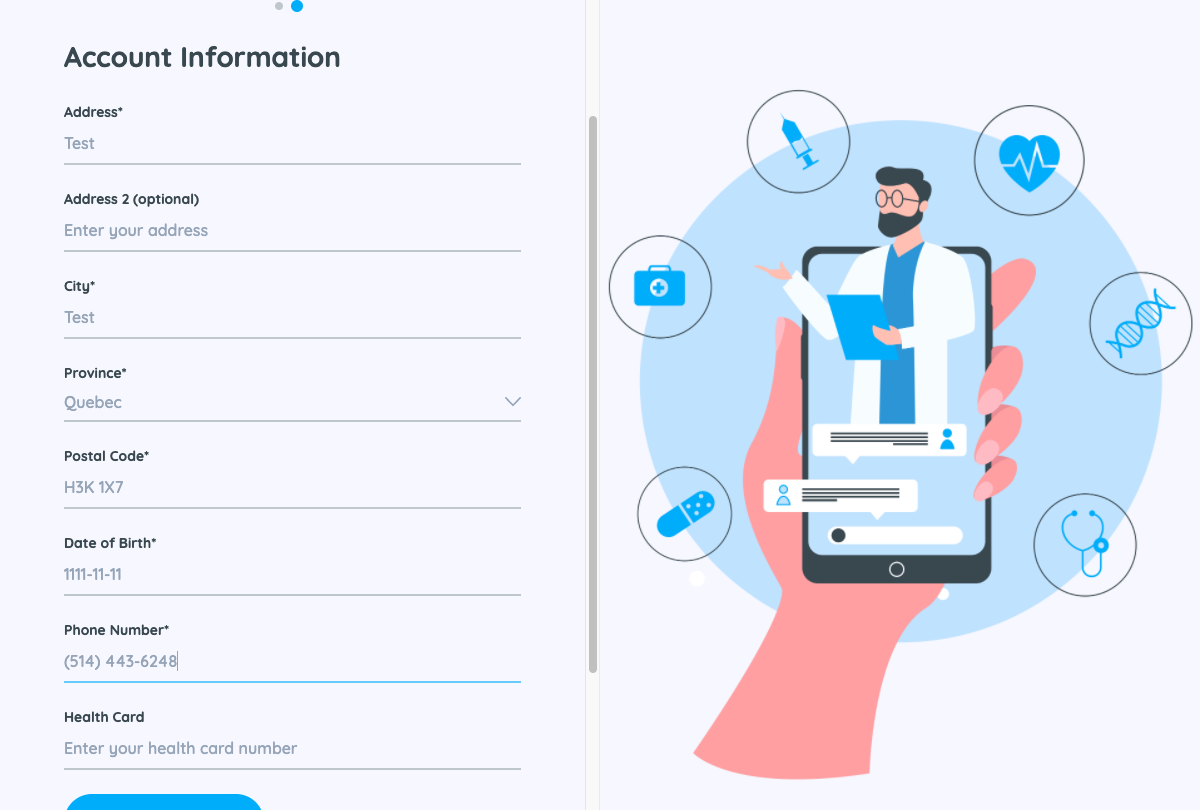 Account Information
Address*
Test
Address 2 (optional)
Enter your address
City*
Test
Province*
Quebec
Postal Code*
H3K 1X7
Date of Birth*
1111-11-11
Phone Number*
(514) 443-6248
Health Card
Enter your health card number